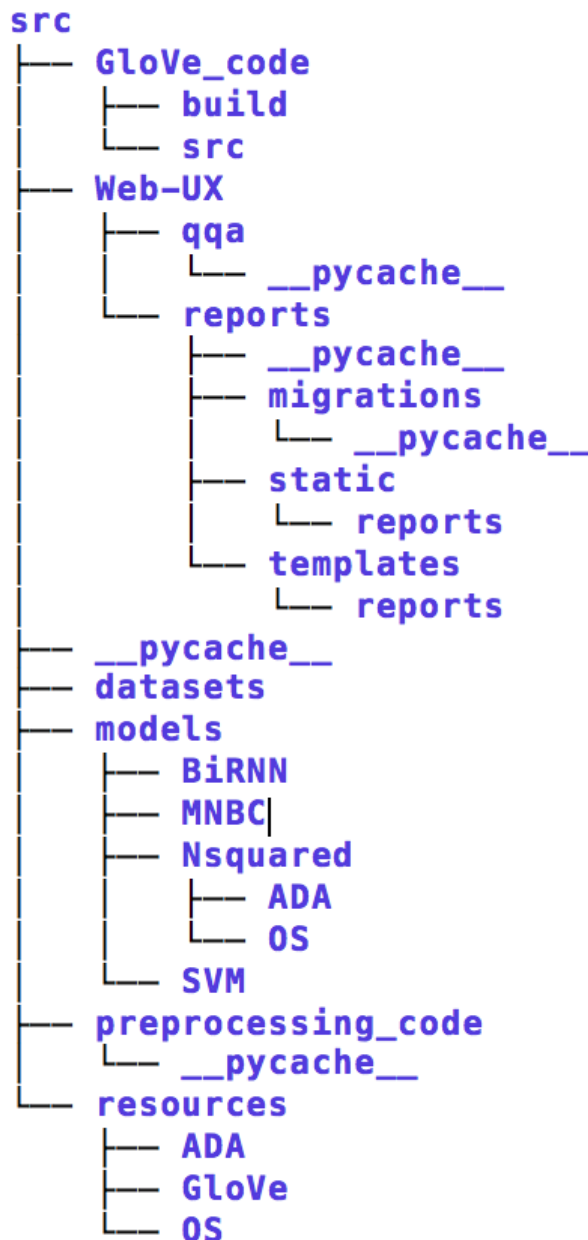 src
├── GloVe_code
│   ├── build
│   └── src
├── Web-UX
│   ├── qqa
│   │   └── __pycache__
│   └── reports
│       ├── __pycache__
│       ├── migrations
│       │   └── __pycache__
│       ├── static
│       │   └── reports
│       └── templates
│           └── reports
├── __pycache__
├── datasets
├── models
│   ├── BiRNN
│   ├── MNBC
│   ├── Nsquared
│   │   ├── ADA
│   │   └── OS
│   └── SVM
├── preprocessing_code
│   └── __pycache__
└── resources
    ├── ADA
    ├── GloVe
    └── OS